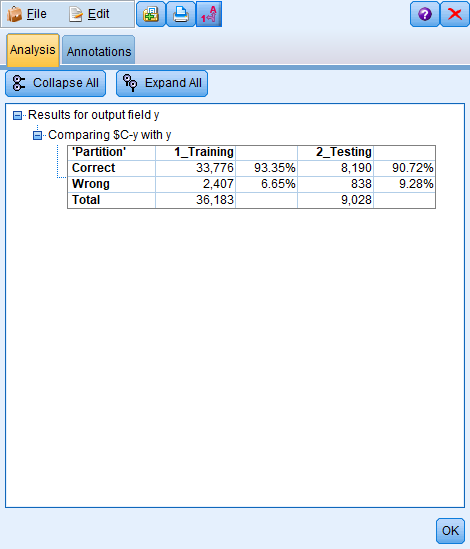 File Edit
Analysis Annotations
Collapse All Expand All
Results for output field y
Comparing $C-y with y
'Partition' 1_Training 2_Testing
Correct 33,776 93.35% 8,190 90.72%
Wrong 2,407 6.65% 838 9.28%
Total 36,183 9,028
OK